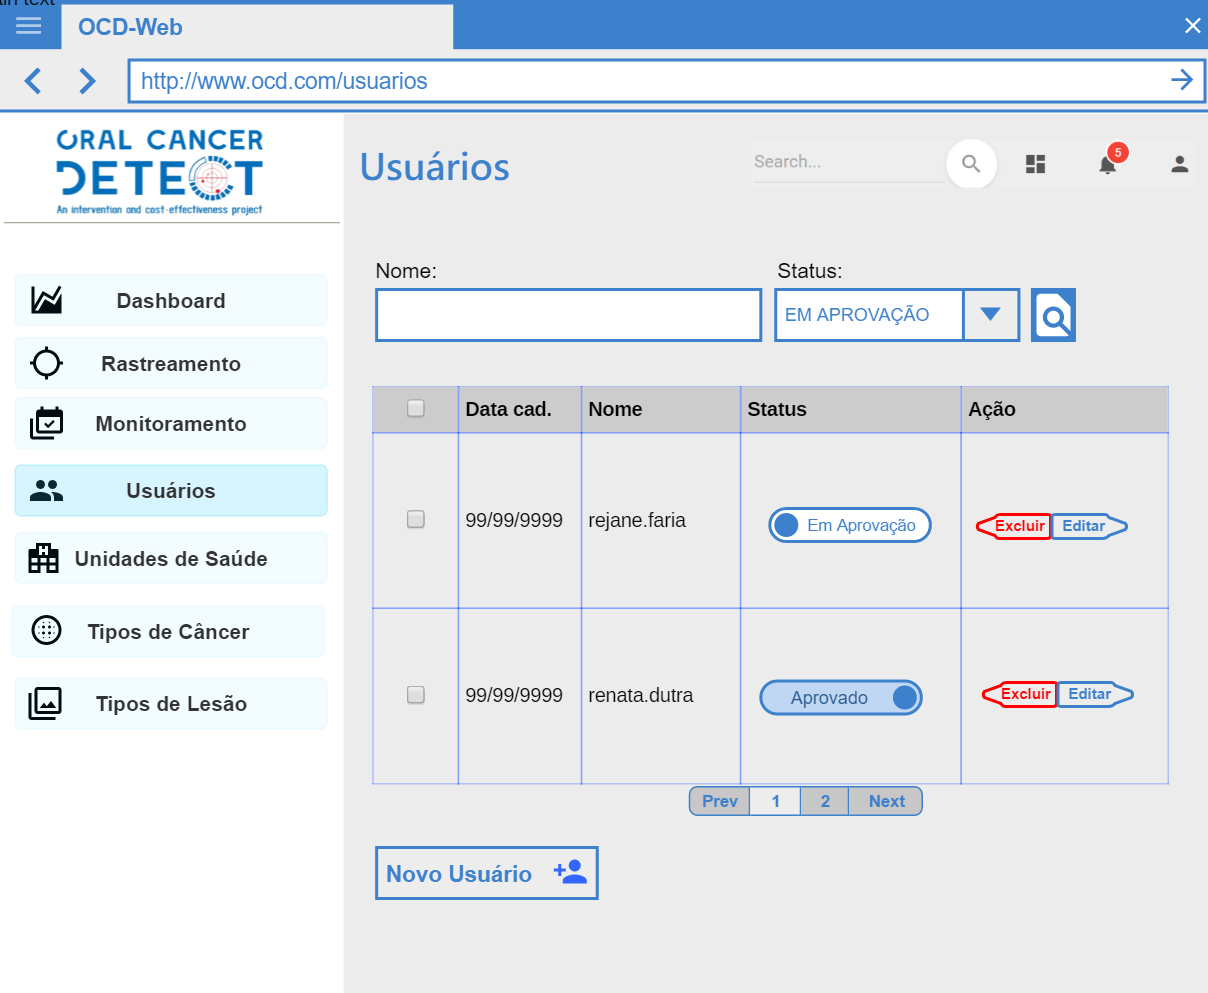 OCD-Web
http://www.ocd.com/usuarios
ORAL CANCER
DETECT
An intervention and cost-effectiveness project
Usuários
Search...
5
Nome:
Status:
EM APROVAÇÃO
Dashboard
Rastreamento
Monitoramento
Usuários
Unidades de Saúde
Tipos de Câncer
Tipos de Lesão
Data cad. Nome Status Ação
99/99/9999 rejane.faria Em Aprovação Excluir Editar
99/99/9999 renata.dutra Aprovado Excluir Editar
Prev 1 2 Next
Novo Usuário